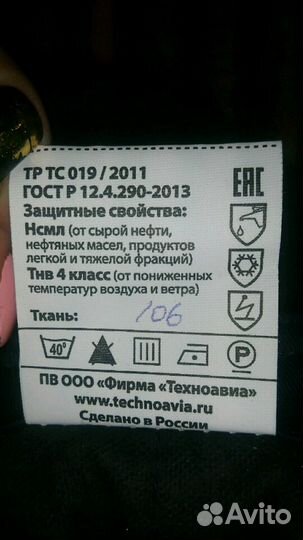 ТР ТС 019 / 2011
ГОСТ Р 12.4.290-2013
Защитные свойства:
Нсмл (от сырой нефти,
нефтяных масел, продуктов
легкой и тяжелой фракций)
Тнв 4 класс (от пониженных
температур воздуха и ветра)
Ткань: 106
EAC
40°
P
ПВ ООО «Фирма «Техноавиа»
www.technoavia.ru
Сделано в России
Avito